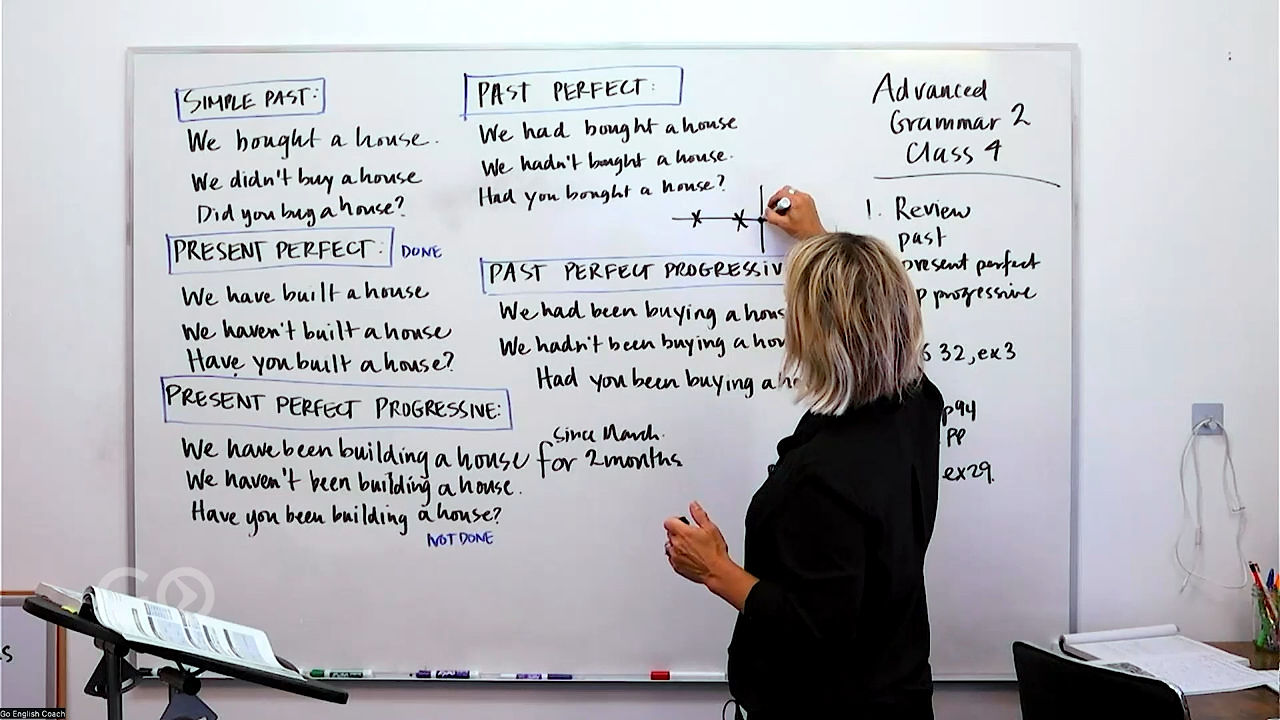 SIMPLE PAST:
We bought a house.
We didn't buy a house
Did you buy a house?
PRESENT PERFECT: DONE
We have built a house
We haven't built a house
Have you built a house?
PRESENT PERFECT PROGRESSIVE:
We have been building a house for 2 months
since March.
We haven't been building a house.
Have you been building a house?
NOT DONE
PAST PERFECT:
We had bought a house
We hadn't bought a house.
Had you bought a house?
PAST PERFECT PROGRESSIV
We had been buying a hous
We hadn't been buying a hou
Had you been buying a h
Advanced
Grammar 2
Class 4
1. Review
past
present perfect
p progressive
32, ex3
p94
PP
ex29.
GO
Go English Coach